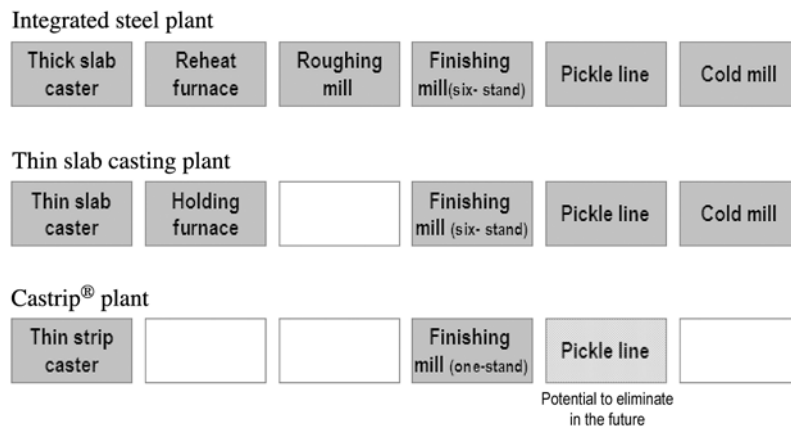 Integrated steel plant
Thick slab Reheat Roughing Finishing Pickle line Cold mill
caster furnace mill mill(six- stand)
Thin slab casting plant
Thin slab Holding Finishing Pickle line Cold mill
caster furnace mill (six- stand)
Castrip® plant
Thin strip Finishing Pickle line
caster mill (one-stand)
Potential to eliminate
in the future